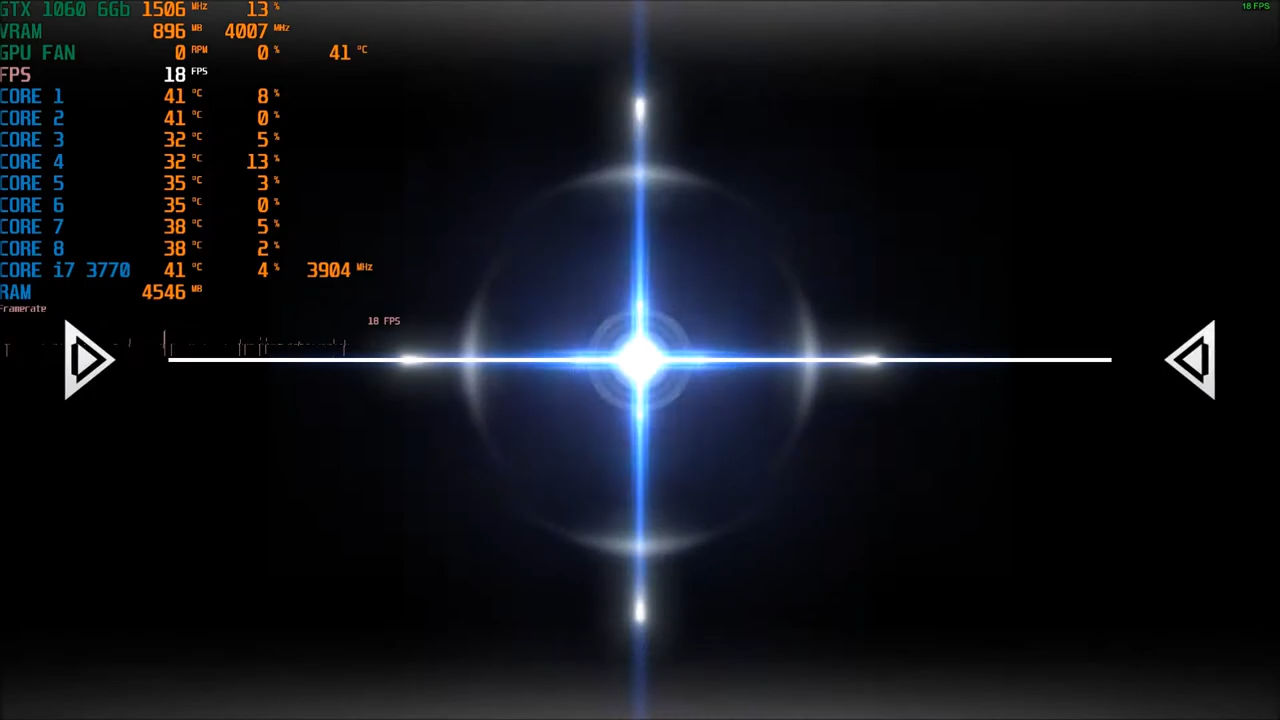 GTX 1060 6Gb 1506 MHz 13 %
18 FPS
VRAM 896 MB 4007 MHz
GPU FAN 0 RPM 0 % 41 °C
FPS 18 FPS
CORE 1 41 °C 8 %
CORE 2 41 °C 0 %
CORE 3 32 °C 5 %
CORE 4 32 °C 13 %
CORE 5 35 °C 3 %
CORE 6 35 °C 0 %
CORE 7 38 °C 5 %
CORE 8 38 °C 2 %
CORE i7 3770 41 °C 4 % 3904 MHz
RAM 4546 MB
Framerate
18 FPS